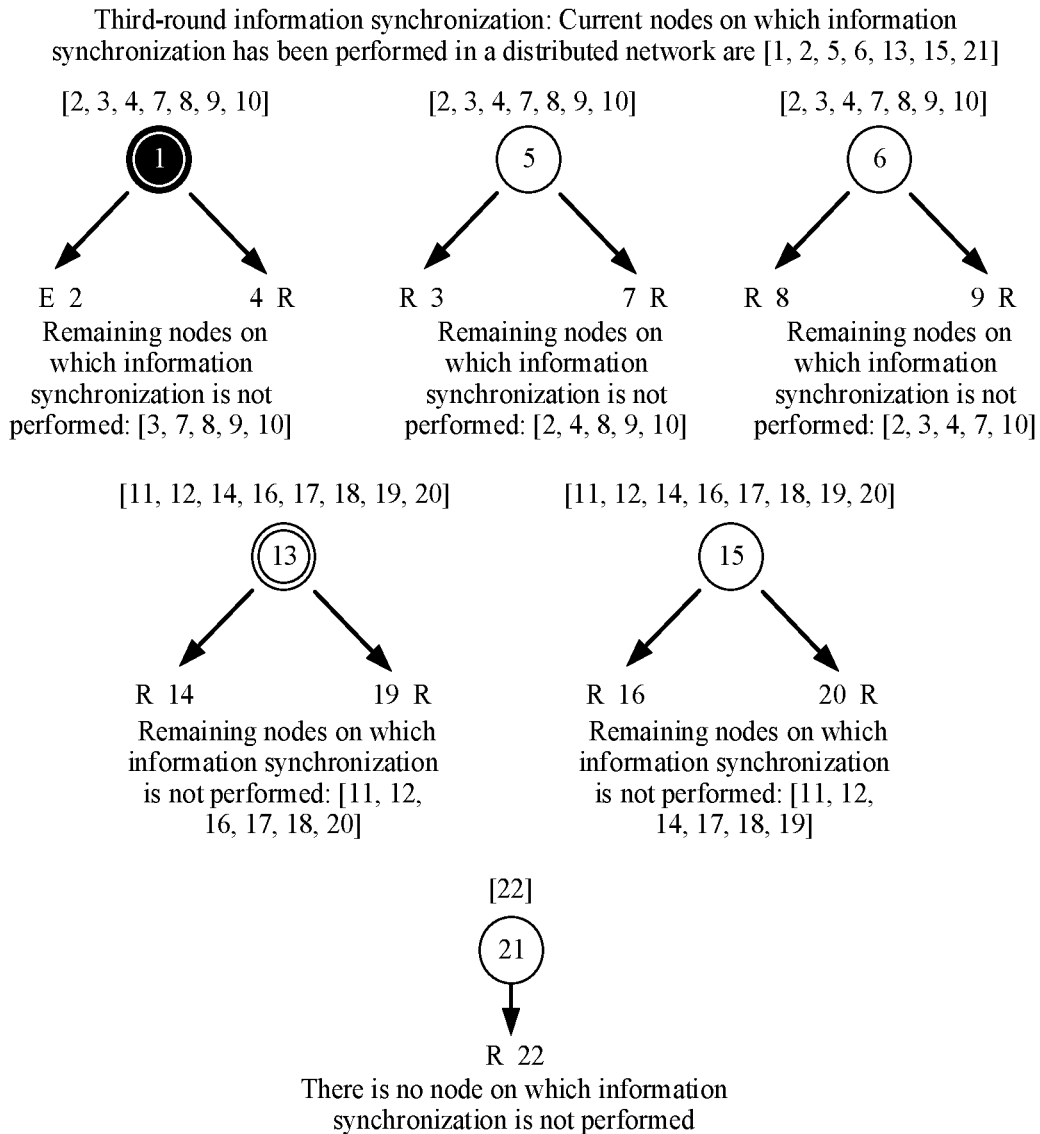 Third-round information synchronization: Current nodes on which information
synchronization has been performed in a distributed network are [1, 2, 5, 6, 13, 15, 21]
[2, 3, 4, 7, 8, 9, 10]
1
E 2
4 R
Remaining nodes on
which information
synchronization is not
performed: [3, 7, 8, 9, 10]
[2, 3, 4, 7, 8, 9, 10]
5
R 3
7 R
Remaining nodes on
which information
synchronization is not
performed: [2, 4, 8, 9, 10]
[2, 3, 4, 7, 8, 9, 10]
6
R 8
9 R
Remaining nodes on
which information
synchronization is not
performed: [2, 3, 4, 7, 10]
[11, 12, 14, 16, 17, 18, 19, 20]
13
R 14
19 R
Remaining nodes on which
information synchronization
is not performed: [11, 12,
16, 17, 18, 20]
[11, 12, 14, 16, 17, 18, 19, 20]
15
R 16
20 R
Remaining nodes on which
information synchronization
is not performed: [11, 12,
14, 17, 18, 19]
[22]
21
R 22
There is no node on which information
synchronization is not performed